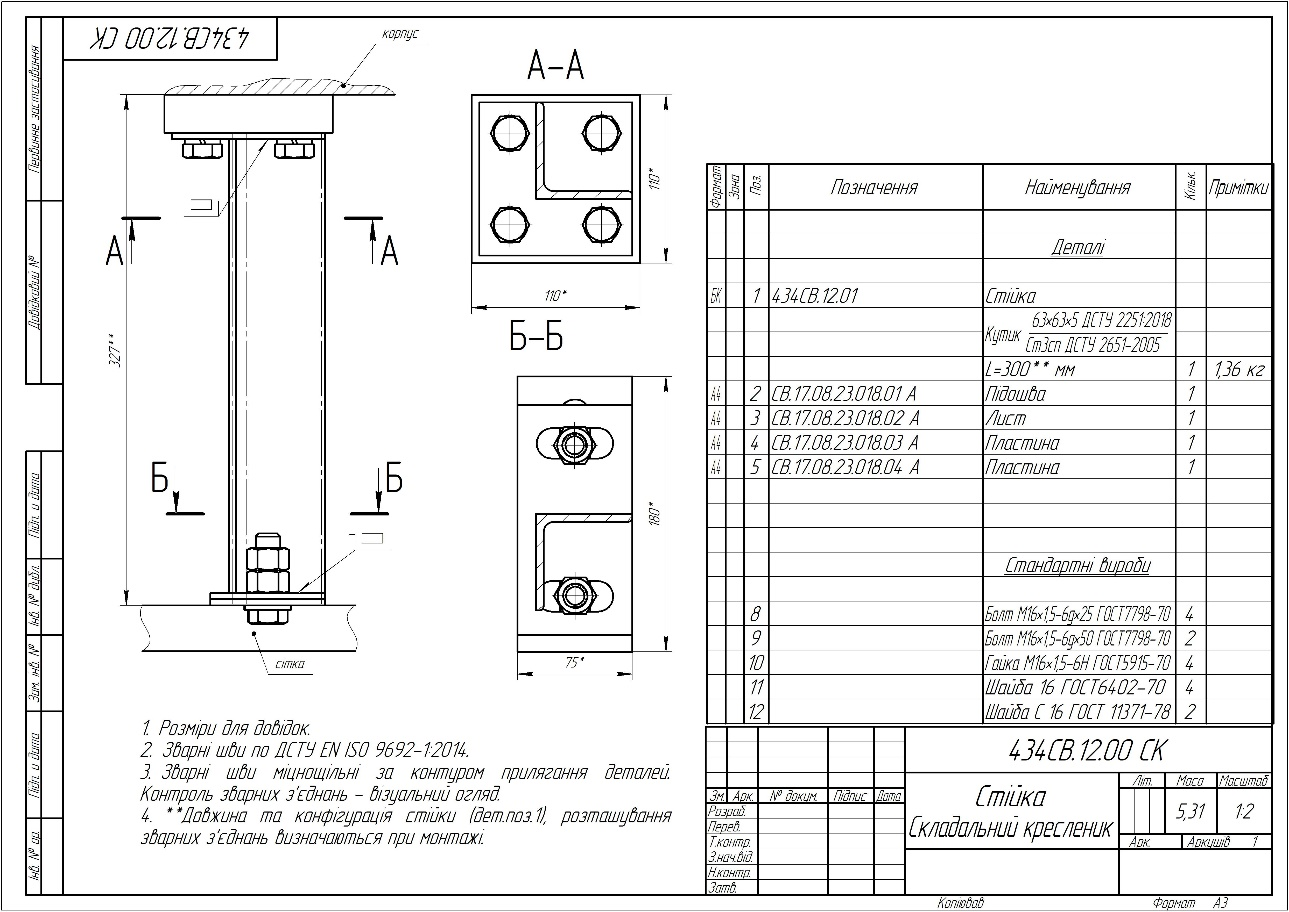 434СВ.12.00 СК
Первинне застосування
Довідковий №
Підп. и дата
Інв. № дубл.
Зам. інв. №
Підп. и дата
Інв. № ор.
корпус
327**
А
А
Б
Б
сітка
А-А
110*
110*
Б-Б
180*
75*
1. Розміри для довідок.
2. Зварні шви по ДСТУ EN ISO 9692-1:2014.
3. Зварні шви міцнощільні за контуром прилягання деталей.
Контроль зварних з'єднань - візуальний огляд.
4. **Довжина та конфігурація стійки (дет.поз.1), розташування
зварних з'єднань визначаються при монтажі.
Формат Зона Поз. Позначення Найменування Кільк. Примітки
Деталі
БК 1 434СВ.12.01 Стійка
Кутик 63×63×5 ДСТУ 2251:2018
Ст3сп ДСТУ 2651-2005
L=300** мм 1 1,36 кг
А4 2 СВ.17.08.23.018.01 А Підошва 1
А4 3 СВ.17.08.23.018.02 А Лист 1
А4 4 СВ.17.08.23.018.03 А Пластина 1
А4 5 СВ.17.08.23.018.04 А Пластина 1
Стандартні вироби
8 Болт М16×1,5-6g×25 ГОСТ7798-70 4
9 Болт М16×1,5-6g×50 ГОСТ7798-70 2
10 Гайка М16×1,5-6Н ГОСТ5915-70 4
11 Шайба 16 ГОСТ6402-70 4
12 Шайба С 16 ГОСТ 11371-78 2
434СВ.12.00 СК
Зм. Арк. № докум. Підпис Дата
Розраб.
Перев.
Т.контр.
З.нач.від.
Н.контр.
Затв.
Стійка
Складальний кресленик
Літ. Маса Масштаб
5,31 1:2
Арк. Аркушів 1
Копіював Формат А3